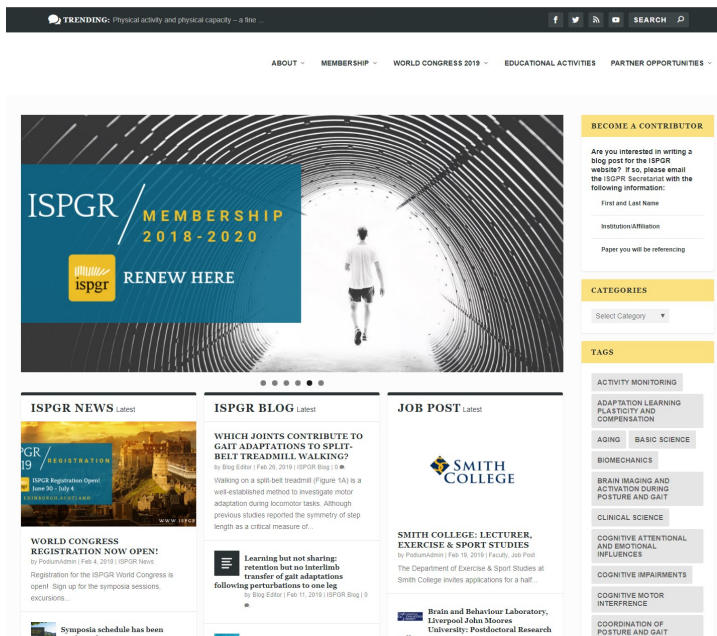 TRENDING: Physical activity and physical capacity – a fine ...
SEARCH
ABOUT
MEMBERSHIP
WORLD CONGRESS 2019
EDUCATIONAL ACTIVITIES
PARTNER OPPORTUNITIES
ISPGR
MEMBERSHIP
2018-2020
ispgr
RENEW HERE
ISPGR NEWS Latest
REGISTRATION
ISPGR Registration Open!
June 30 - July 4
EDINBURGH, SCOTLAND
WORLD CONGRESS
REGISTRATION NOW OPEN!
by PodiumAdmin | Feb 4, 2019 | ISPGR News
Registration for the ISPGR World Congress is
open! Sign up for the symposia sessions,
excursions...
Symposia schedule has been
ISPGR BLOG Latest
WHICH JOINTS CONTRIBUTE TO
GAIT ADAPTATIONS TO SPLIT-
BELT TREADMILL WALKING?
by Blog Editor | Feb 26, 2019 | ISPGR Blog | 0
Walking on a split-belt treadmill (Figure 1A) is a
well-established method to investigate motor
adaptation during locomotor tasks. Although
previous studies reported the symmetry of step
length as a critical measure of...
Learning but not sharing:
retention but no interlimb
transfer of gait adaptations
following perturbations to one leg
by Blog Editor | Feb 11, 2019 | ISPGR Blog | 0
JOB POST Latest
SMITH
COLLEGE
SMITH COLLEGE: LECTURER,
EXERCISE & SPORT STUDIES
by PodiumAdmin | Feb 19, 2019 | Faculty, Job Post
The Department of Exercise & Sport Studies at
Smith College invites applications for a half...
Brain and Behaviour Laboratory,
Liverpool John Moores
University: Postdoctoral Research
BECOME A CONTRIBUTOR
Are you interested in writing a
blog post for the ISPGR
website? If so, please email
the ISGPR Secretariat with the
following information:
First and Last Name
Institution/Affiliation
Paper you will be referencing
CATEGORIES
Select Category
TAGS
ACTIVITY MONITORING
ADAPTATION LEARNING
PLASTICITY AND
COMPENSATION
AGING
BASIC SCIENCE
BIOMECHANICS
BRAIN IMAGING AND
ACTIVATION DURING
POSTURE AND GAIT
CLINICAL SCIENCE
COGNITIVE ATTENTIONAL
AND EMOTIONAL
INFLUENCES
COGNITIVE IMPAIRMENTS
COGNITIVE MOTOR
INTERFRENCE
COORDINATION OF
POSTURE AND GAIT